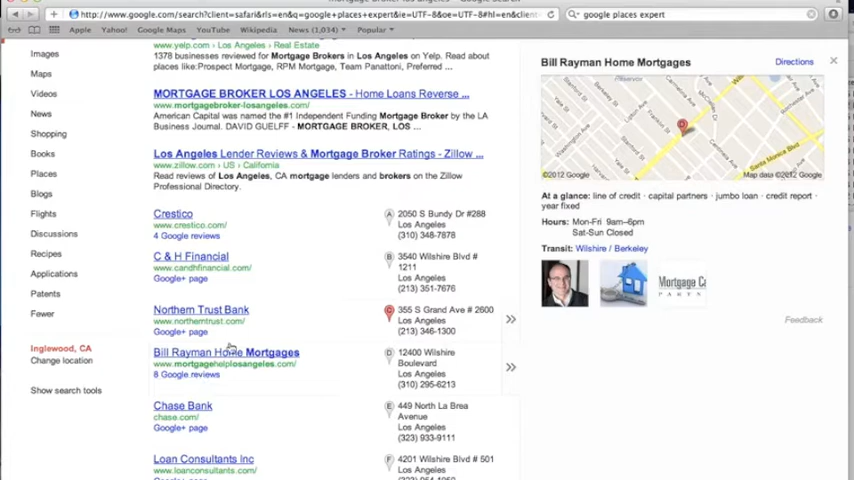 http://www.google.com/search?client=safari&rls=en&q=google+places+expert&ie=UTF-8&oe=UTF-8#hl=en&client
google places expert
Apple Yahoo! Google Maps YouTube Wikipedia News (1,034) Popular
Images
Maps
Videos
News
Shopping
Books
Places
Blogs
Flights
Discussions
Recipes
Applications
Patents
Fewer
Inglewood, CA
Change location
Show search tools
www.yelp.com › Los Angeles › Real Estate
1378 businesses reviewed for Mortgage Brokers in Los Angeles on Yelp. Read about
places like:Prospect Mortgage, RPM Mortgage, Team Panattoni, Preferred ...
MORTGAGE BROKER LOS ANGELES - Home Loans Reverse ...
www.mortgagebroker-losangeles.com/
American Capital was named the #1 Independent Funding Mortgage Broker by the LA
Business Journal. DAVID GUELFF - MORTGAGE BROKER, LOS ...
Los Angeles Lender Reviews & Mortgage Broker Ratings - Zillow ...
www.zillow.com › US › California
Read reviews of Los Angeles, CA mortgage lenders and brokers on the Zillow
Professional Directory.
Crestico
www.crestico.com/
4 Google reviews
A
2050 S Bundy Dr #288
Los Angeles
(310) 348-7878
C & H Financial
www.candhfinancial.com/
Google+ page
B
3540 Wilshire Blvd #
1211
Los Angeles
(213) 351-7676
Northern Trust Bank
www.northerntrust.com/
Google+ page
C
355 S Grand Ave # 2600
Los Angeles
(213) 346-1300
Bill Rayman Home Mortgages
www.mortgagehelplosangeles.com/
8 Google reviews
D
12400 Wilshire
Boulevard
Los Angeles
(310) 295-6213
Chase Bank
chase.com/
Google+ page
E
449 North La Brea
Avenue
(323) 933-9111
Loan Consultants Inc
www.loanconsultants.com/
F
4201 Wilshire Blvd # 501
Los Angeles
Bill Rayman Home Mortgages
Directions
Santa Monica Blvd
©2012 Google
Map data ©2012 Google
At a glance: line of credit · capital partners · jumbo loan · credit report ·
year fixed
Hours: Mon-Fri 9am–6pm
Sat-Sun Closed
Transit: Wilshire / Berkeley
Mortgage
PARTS
Feedback